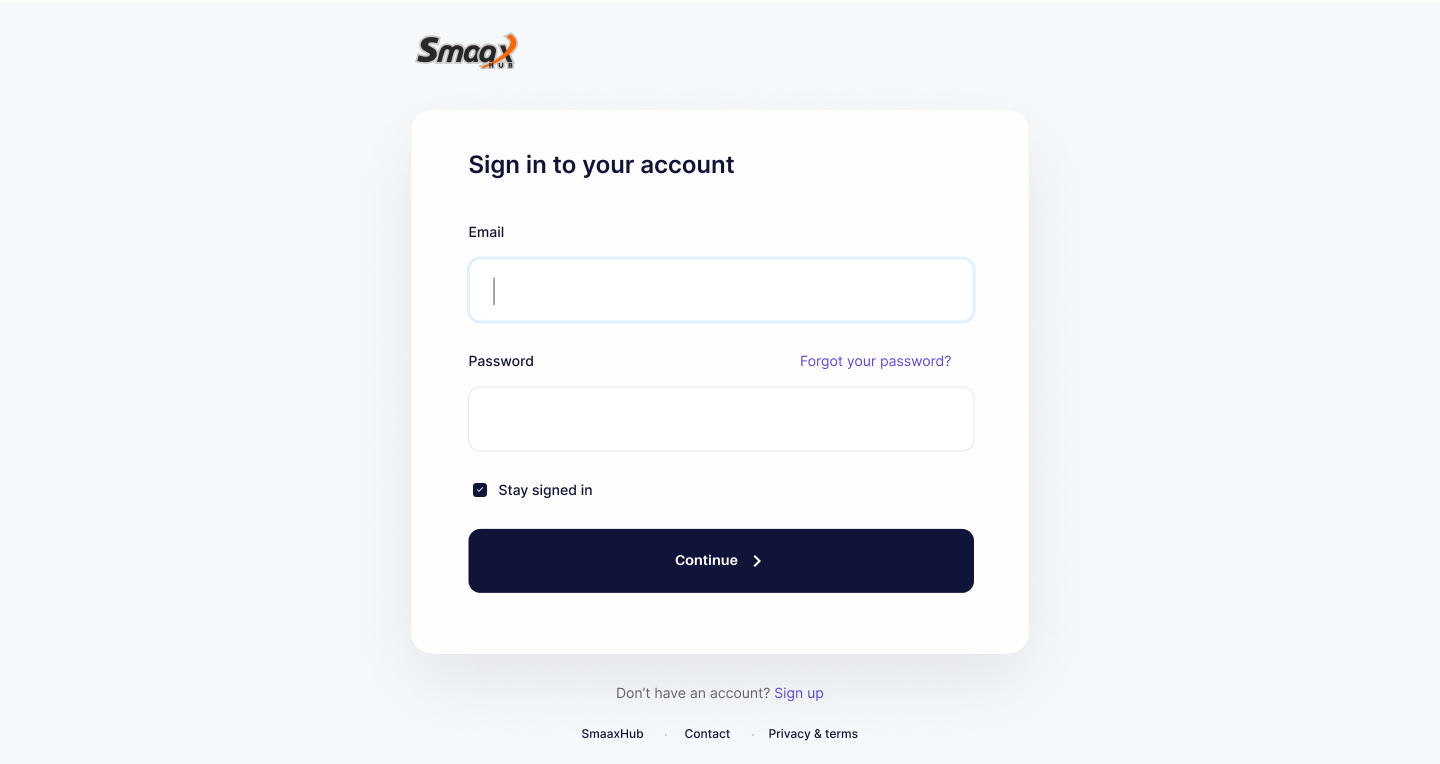 Smaax
HUB
Sign in to your account
Email
Password
Forgot your password?
Stay signed in
Continue
Don’t have an account? Sign up
SmaaxHub · Contact · Privacy & terms